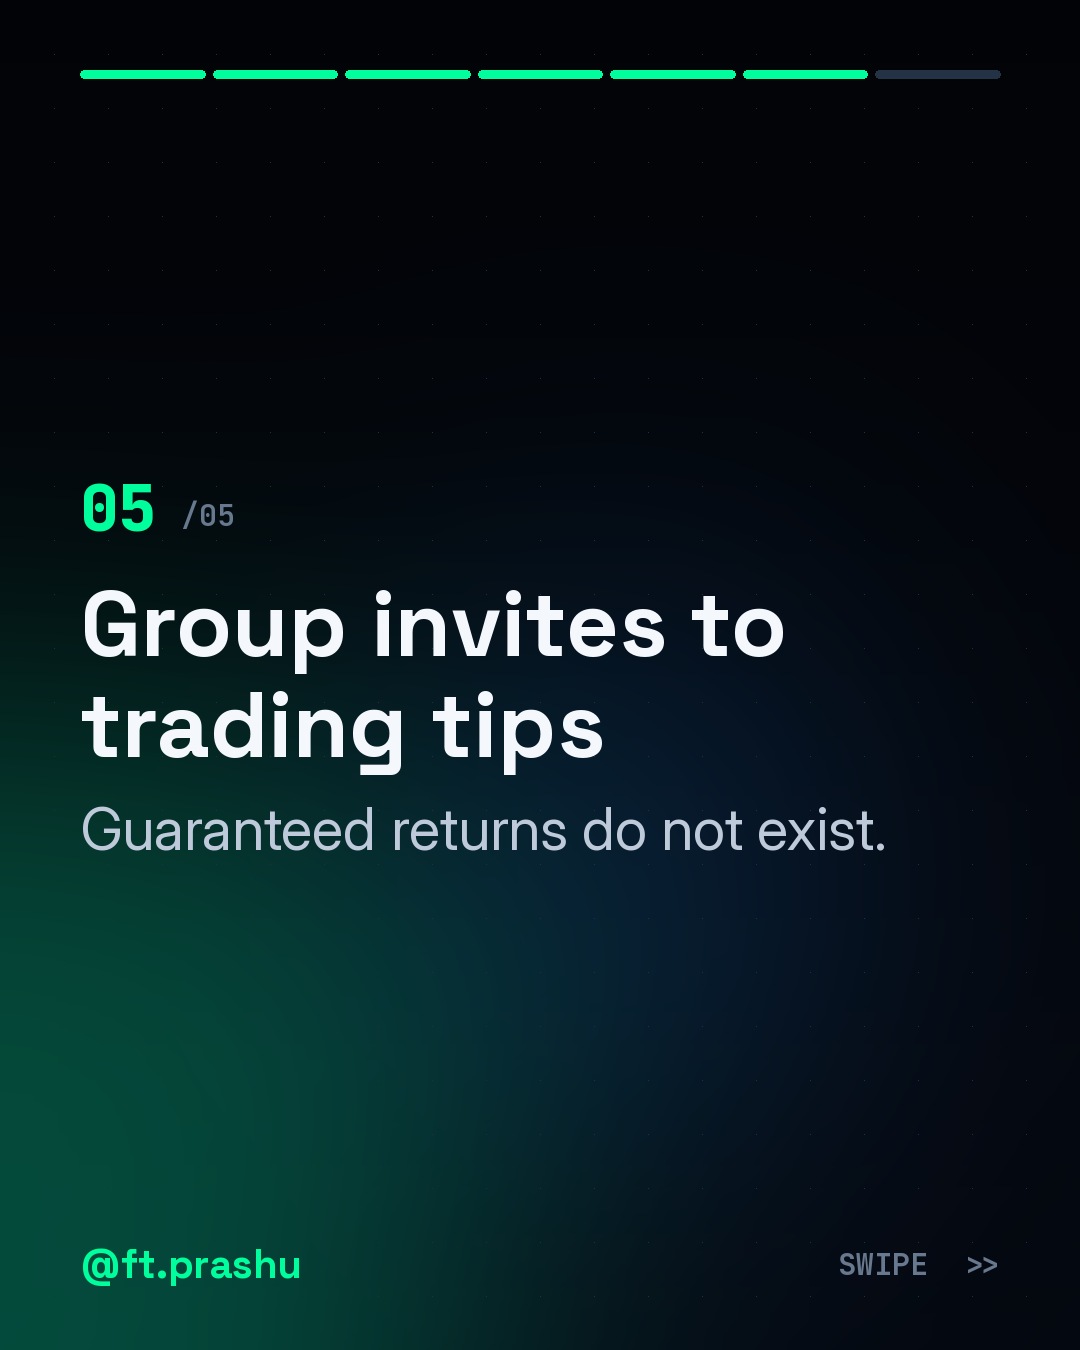 05 /05
Group invites to
trading tips
Guaranteed returns do not exist.
@ft.prashu
SWIPE >>